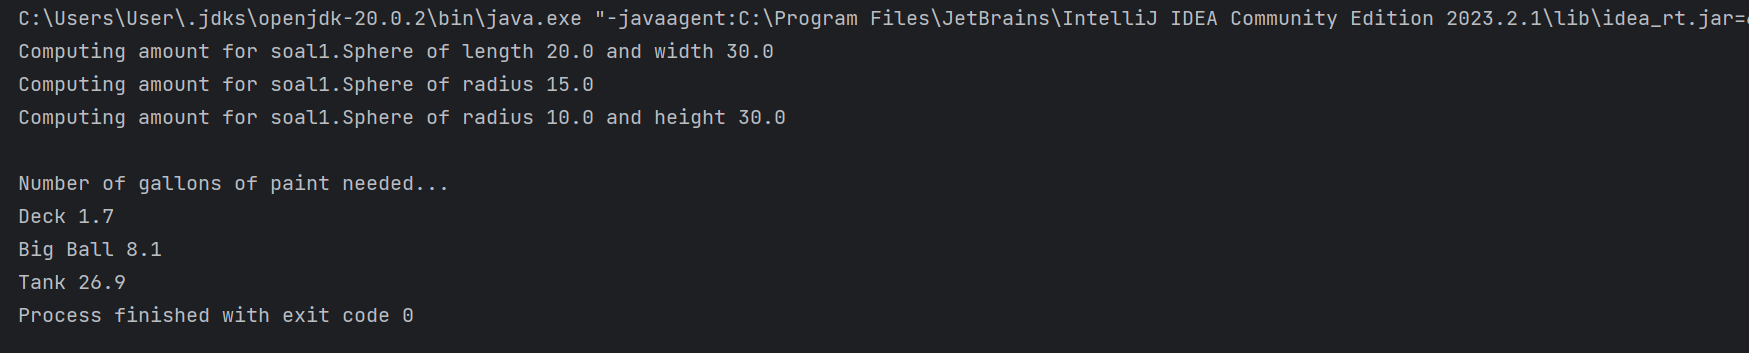 C:\Users\User\.jdks\openjdk-20.0.2\bin\java.exe "-javaagent:C:\Program Files\JetBrains\IntelliJ IDEA Community Edition 2023.2.1\lib\idea_rt.jar=
Computing amount for soal1.Sphere of length 20.0 and width 30.0
Computing amount for soal1.Sphere of radius 15.0
Computing amount for soal1.Sphere of radius 10.0 and height 30.0
Number of gallons of paint needed...
Deck 1.7
Big Ball 8.1
Tank 26.9
Process finished with exit code 0